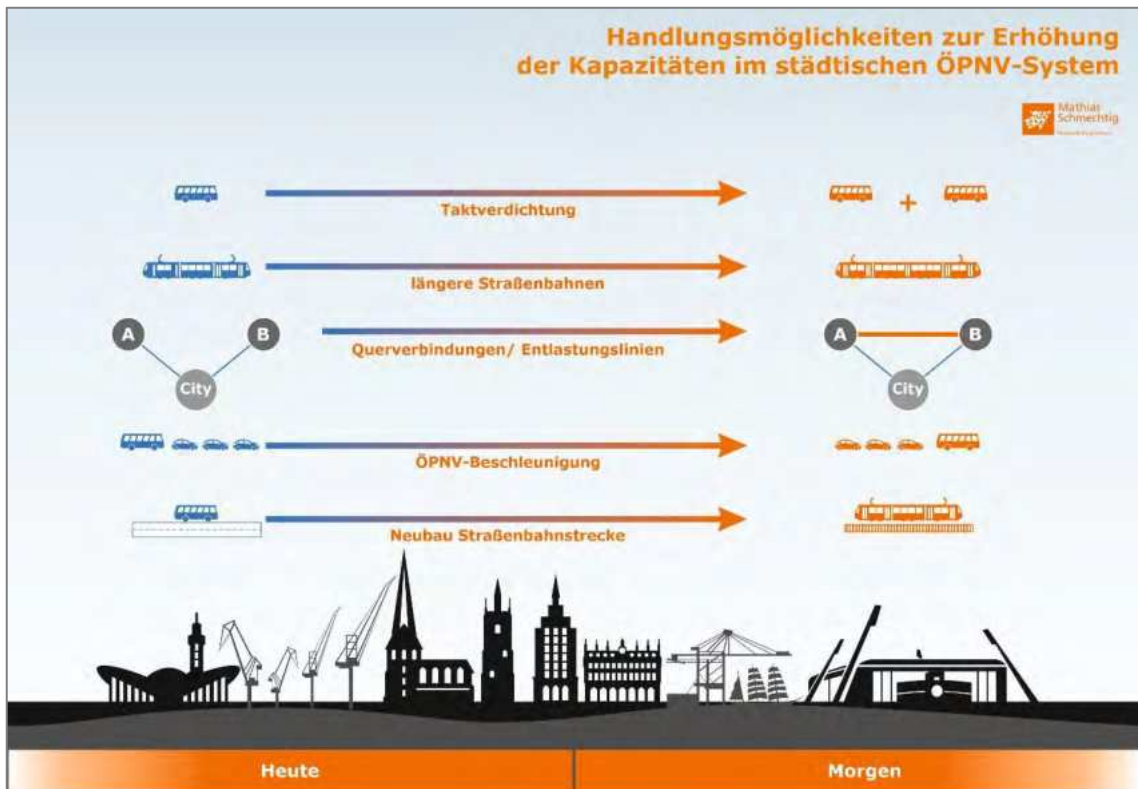 Handlungsmöglichkeiten zur Erhöhung
der Kapazitäten im städtischen ÖPNV-System
Mathias
Schmechtig
Taktverdichtung
+
längere Straßenbahnen
A
B
Querverbindungen/ Entlastungslinien
A
B
City
City
ÖPNV-Beschleunigung
Neubau Straßenbahnstrecke
Heute
Morgen